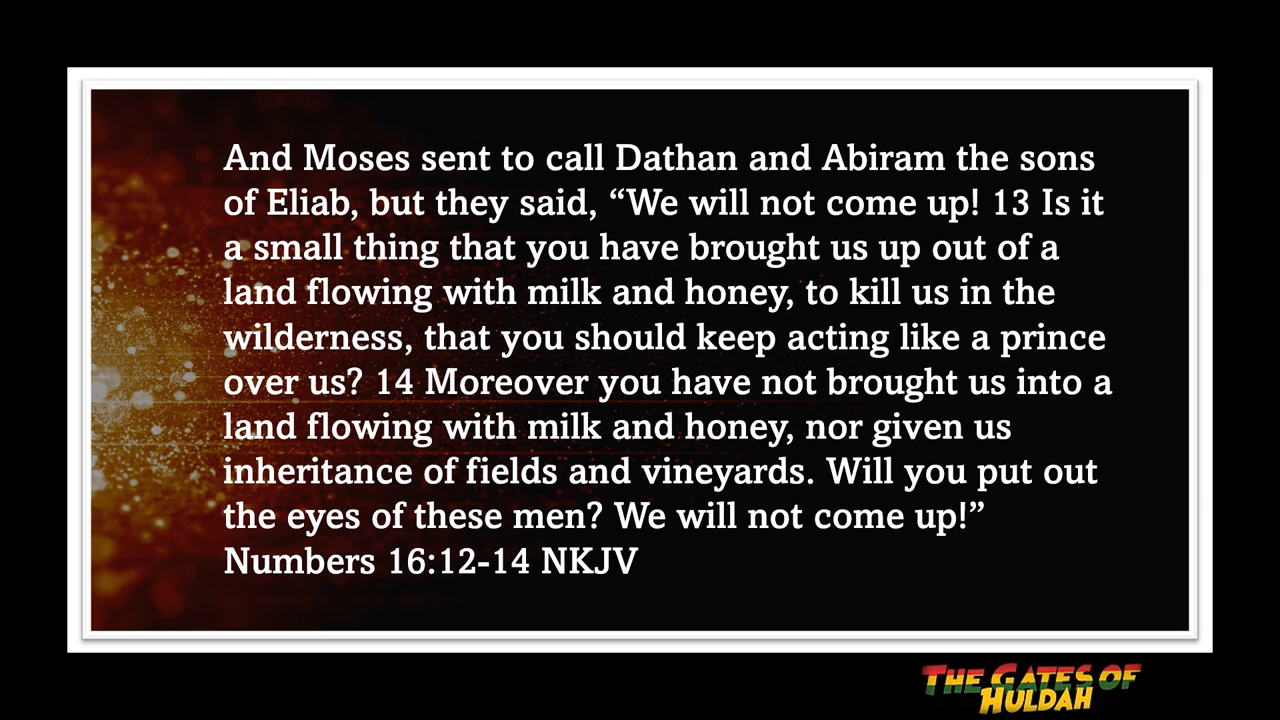 And Moses sent to call Dathan and Abiram the sons
of Eliab, but they said, “We will not come up! 13 Is it
a small thing that you have brought us up out of a
land flowing with milk and honey, to kill us in the
wilderness, that you should keep acting like a prince
over us? 14 Moreover you have not brought us into a
land flowing with milk and honey, nor given us
inheritance of fields and vineyards. Will you put out
the eyes of these men? We will not come up!”
Numbers 16:12-14 NKJV
THE GATES OF
HULDAH